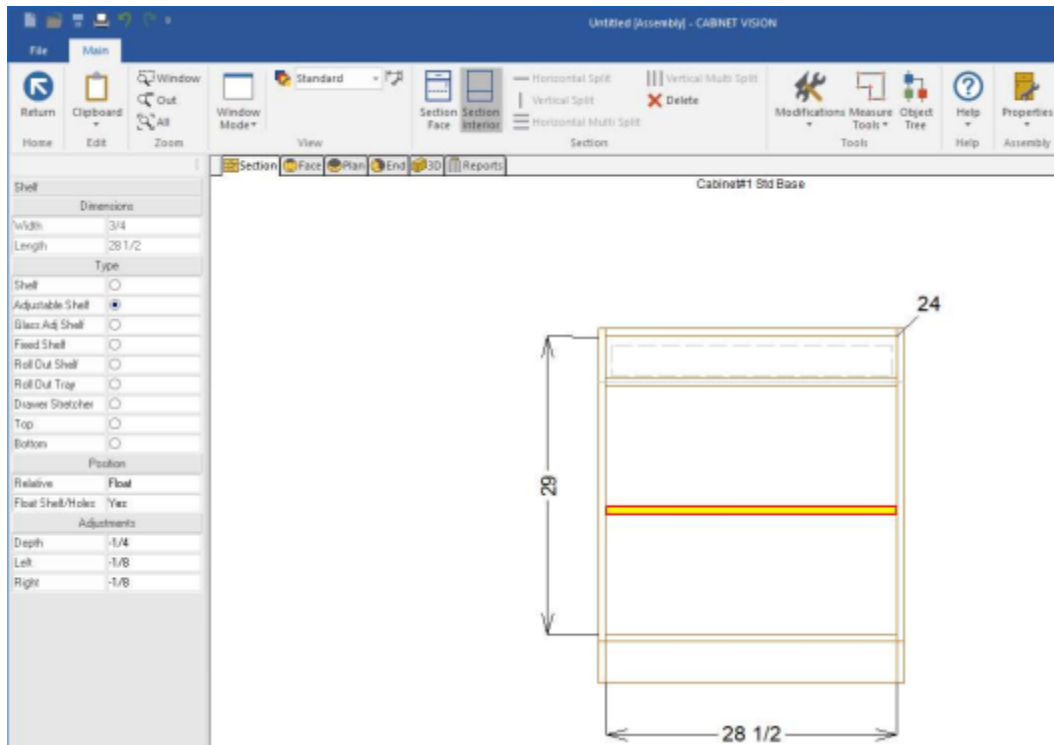 Untitled [Assembly] - CABINET VISION
File Main
Return
Home
Clipboard
Edit
Window
Out
All
Zoom
Window Mode
Standard
View
Section Face
Section Interior
Horizontal Split
Vertical Split
Horizontal Multi Split
Vertical Multi Split
Delete
Section
Modifications
Measure Tools
Object Tree
Tools
Help
Help
Properties
Assembly
Section Face Plan End 3D Reports
Cabinet#1 Std Base
Shelf
Dimensions
Width 3/4
Length 28 1/2
Type
Shelf
Adjustable Shelf
Glass Adj Shelf
Fixed Shelf
Roll Out Shelf
Roll Out Tray
Drawer Stretcher
Top
Bottom
Position
Relative Float
Float Shelf/Holes Yes
Adjustments
Depth -1/4
Left -1/8
Right -1/8
24
29
28 1/2